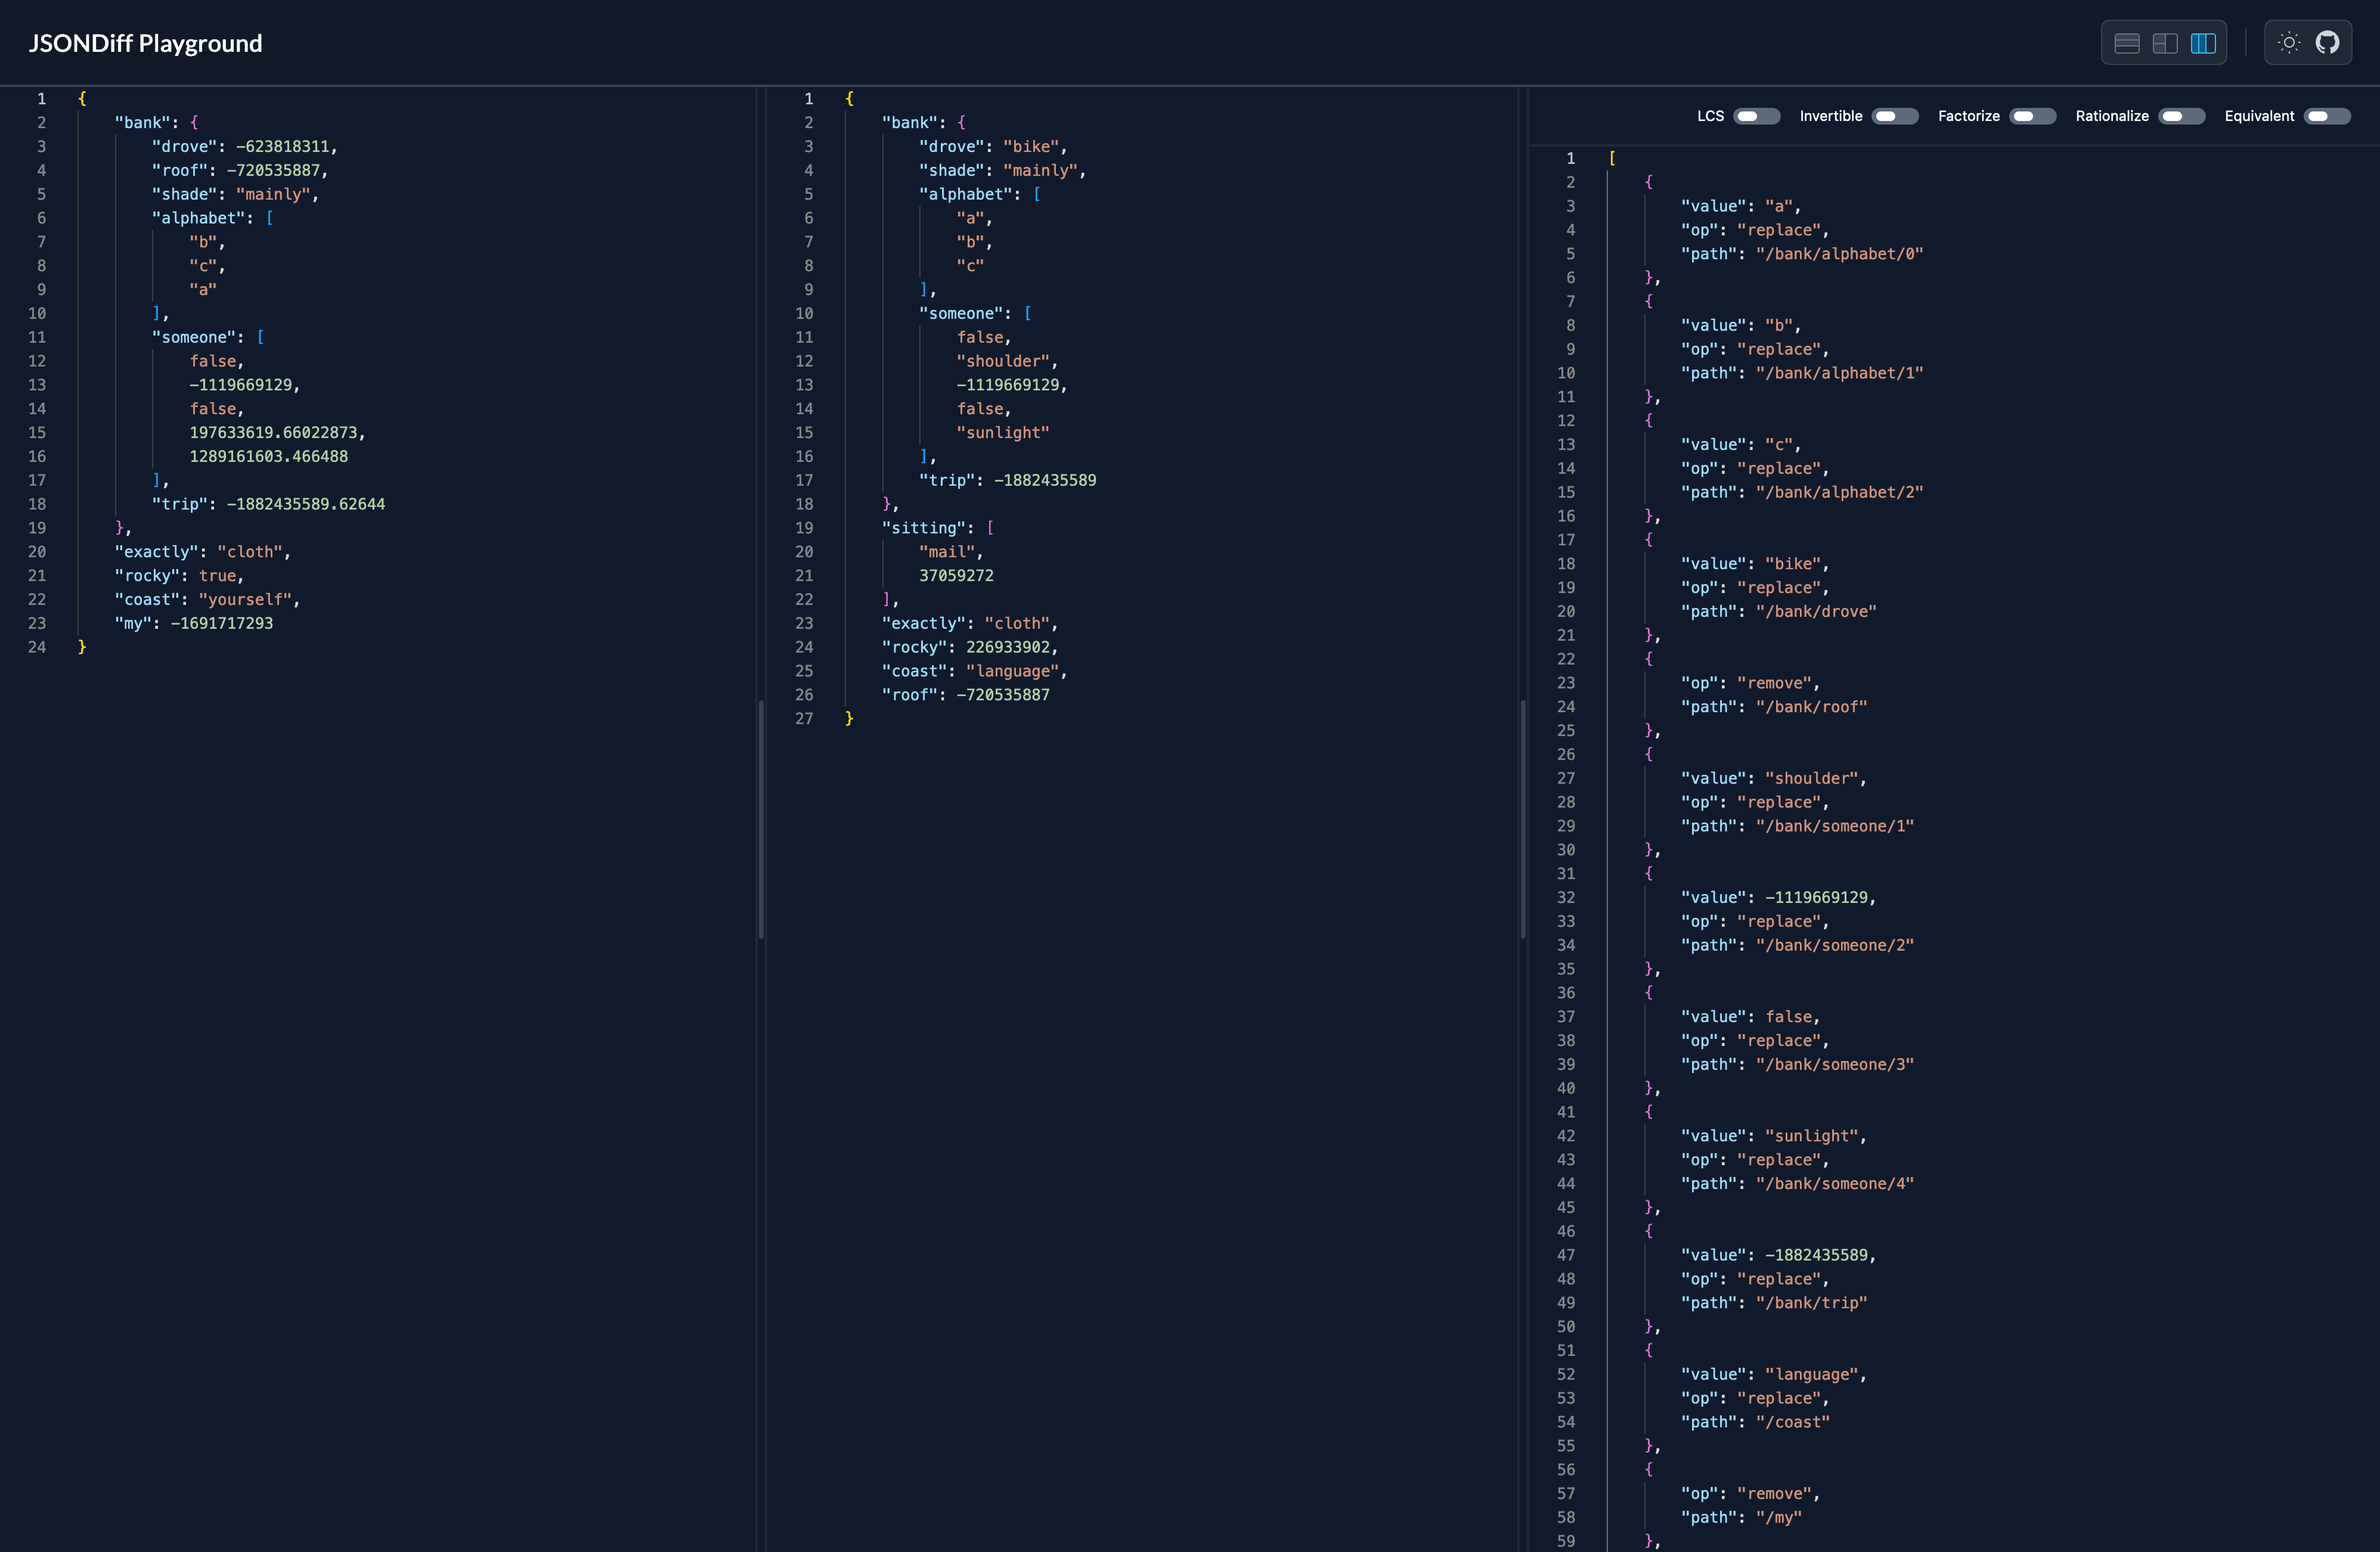 JSONDiff Playground
1 {
2 "bank": {
3 "drove": -623818311,
4 "roof": -720535887,
5 "shade": "mainly",
6 "alphabet": [
7 "b",
8 "c",
9 "a"
10 ],
11 "someone": [
12 false,
13 -1119669129,
14 false,
15 197633619.66022873,
16 1289161603.466488
17 ],
18 "trip": -1882435589.62644
19 },
20 "exactly": "cloth",
21 "rocky": true,
22 "coast": "yourself",
23 "my": -1691717293
24 }
1 {
2 "bank": {
3 "drove": "bike",
4 "shade": "mainly",
5 "alphabet": [
6 "a",
7 "b",
8 "c"
9 ],
10 "someone": [
11 false,
12 "shoulder",
13 -1119669129,
14 false,
15 "sunlight"
16 ],
17 "trip": -1882435589
18 },
19 "sitting": [
20 "mail",
21 37059272
22 ],
23 "exactly": "cloth",
24 "rocky": 226933902,
25 "coast": "language",
26 "roof": -720535887
27 }
LCS Invertible Factorize Rationalize Equivalent
1 [
2 {
3 "value": "a",
4 "op": "replace",
5 "path": "/bank/alphabet/0"
6 },
7 {
8 "value": "b",
9 "op": "replace",
10 "path": "/bank/alphabet/1"
11 },
12 {
13 "value": "c",
14 "op": "replace",
15 "path": "/bank/alphabet/2"
16 },
17 {
18 "value": "bike",
19 "op": "replace",
20 "path": "/bank/drove"
21 },
22 {
23 "op": "remove",
24 "path": "/bank/roof"
25 },
26 {
27 "value": "shoulder",
28 "op": "replace",
29 "path": "/bank/someone/1"
30 },
31 {
32 "value": -1119669129,
33 "op": "replace",
34 "path": "/bank/someone/2"
35 },
36 {
37 "value": false,
38 "op": "replace",
39 "path": "/bank/someone/3"
40 },
41 {
42 "value": "sunlight",
43 "op": "replace",
44 "path": "/bank/someone/4"
45 },
46 {
47 "value": -1882435589,
48 "op": "replace",
49 "path": "/bank/trip"
50 },
51 {
52 "value": "language",
53 "op": "replace",
54 "path": "/coast"
55 },
56 {
57 "op": "remove",
58 "path": "/my"
59 },